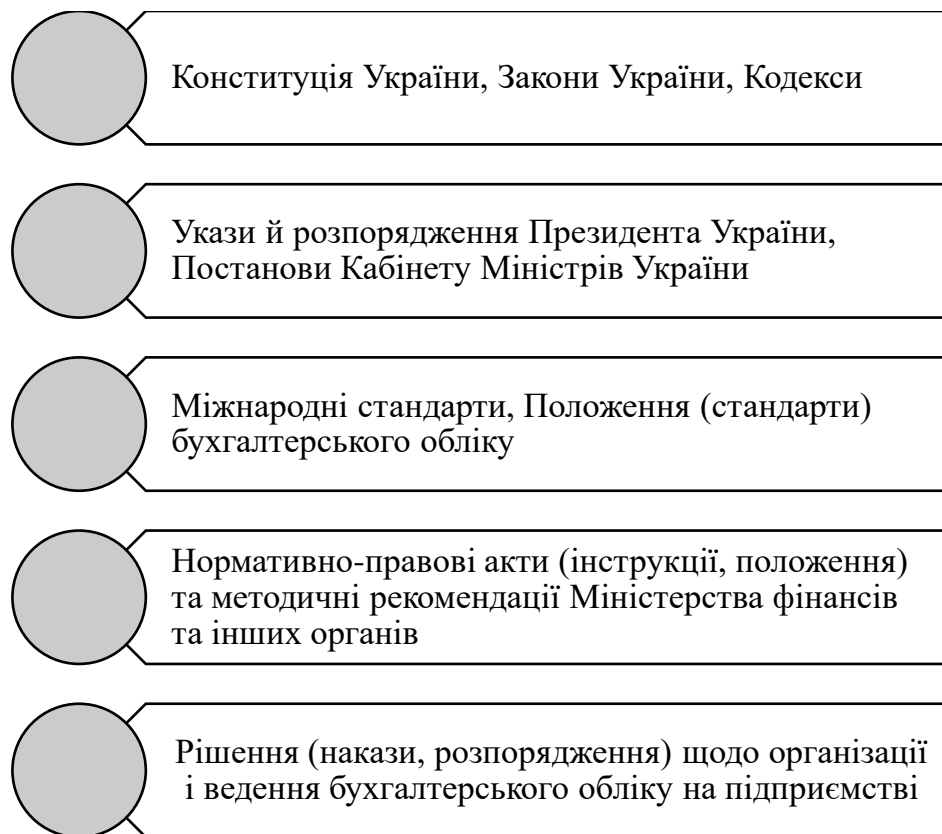 Конституція України, Закони України, Кодекси
Укази й розпорядження Президента України,
Постанови Кабінету Міністрів України
Міжнародні стандарти, Положення (стандарти)
бухгалтерського обліку
Нормативно-правові акти (інструкції, положення)
та методичні рекомендації Міністерства фінансів
та інших органів
Рішення (накази, розпорядження) щодо організації
і ведення бухгалтерського обліку на підприємстві